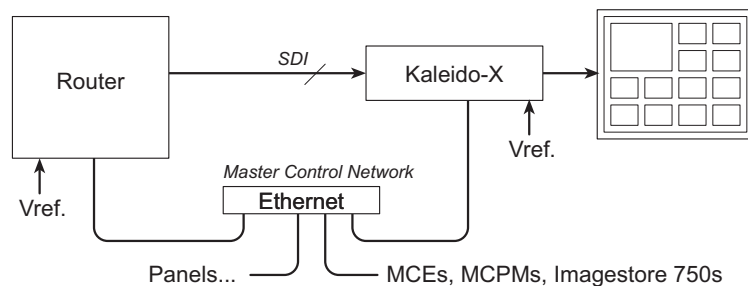 SDI
Router
Kaleido-X
Vref.
Vref.
Master Control Network
Ethernet
Panels...
MCEs, MCPMs, Imagestore 750s